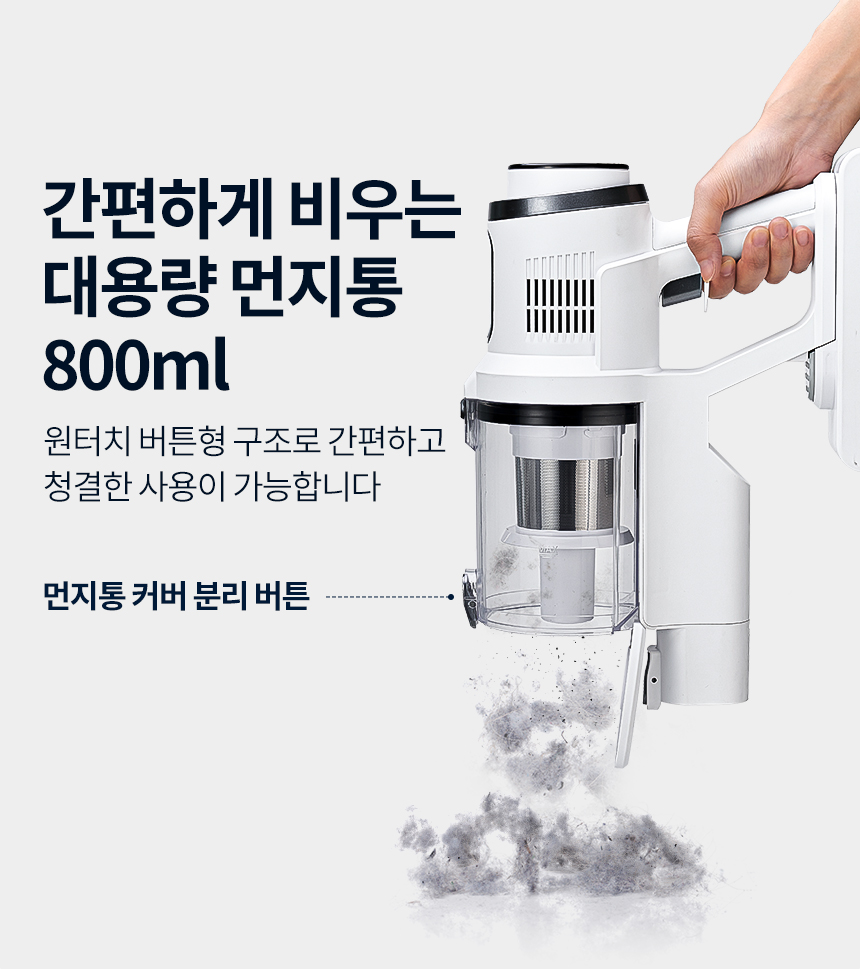 간편하게 비우는
대용량 먼지통
800ml
원터치 버튼형 구조로 간편하고
청결한 사용이 가능합니다
먼지통 커버 분리 버튼